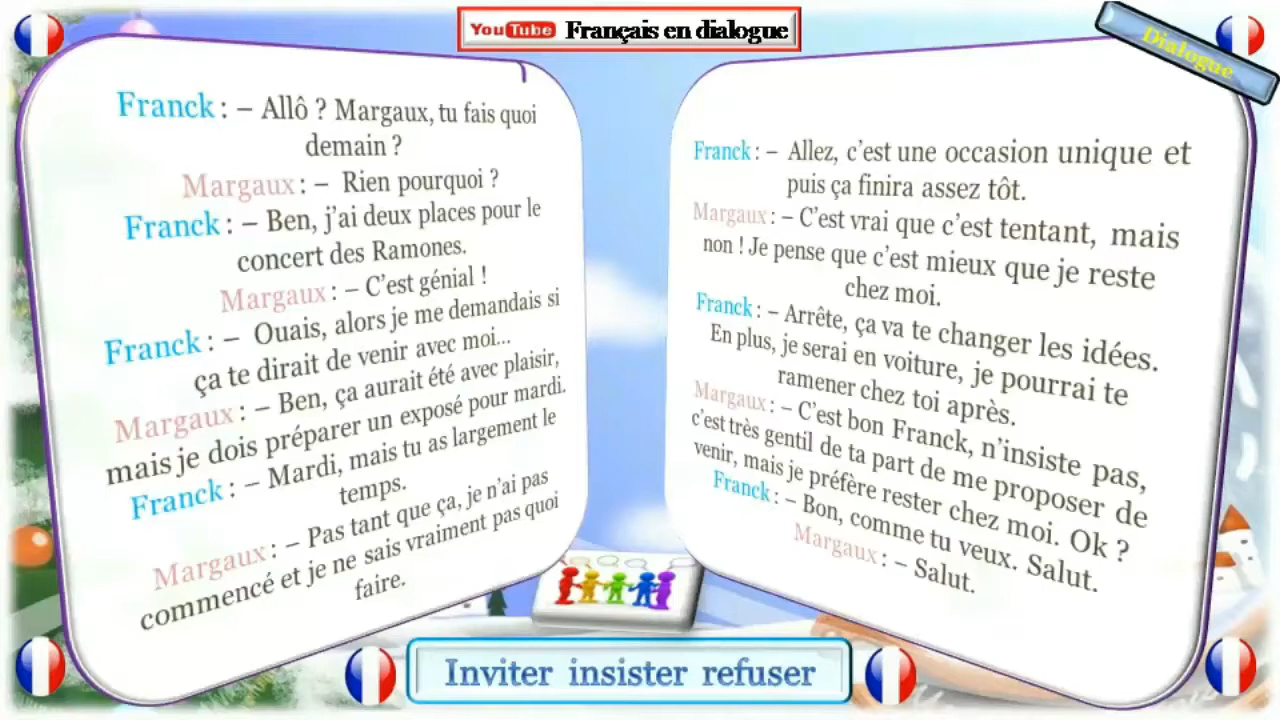 YouTube Français en dialogue
Dialogue
Franck : – Allô ? Margaux, tu fais quoi
demain ?
Margaux : – Rien pourquoi ?
Franck : – Ben, j'ai deux places pour le
concert des Ramones.
Margaux : – C'est génial !
Franck : – Ouais, alors je me demandais si
ça te dirait de venir avec moi...
Margaux : – Ben, ça aurait été avec plaisir,
mais je dois préparer un exposé pour mardi.
Franck : – Mardi, mais tu as largement le
temps.
Margaux : – Pas tant que ça, je n'ai pas
commencé et je ne sais vraiment pas quoi
faire.
Franck : – Allez, c'est une occasion unique et
puis ça finira assez tôt.
Margaux : – C'est vrai que c'est tentant, mais
non ! Je pense que c'est mieux que je reste
chez moi.
Franck : – Arrête, ça va te changer les idées.
En plus, je serai en voiture, je pourrai te
ramener chez toi après.
Margaux : – C'est bon Franck, n'insiste pas,
c'est très gentil de ta part de me proposer de
venir, mais je préfère rester chez moi. Ok ?
Franck : – Bon, comme tu veux. Salut.
Margaux : – Salut.
Inviter insister refuser